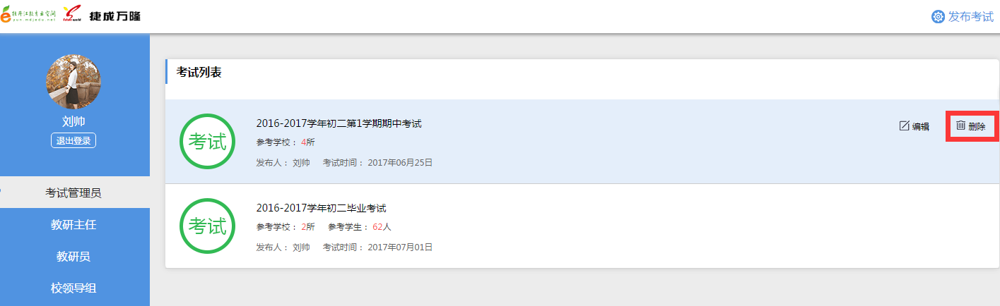 牡丹江教育云空间
yun.mdjedu.net
Future world
捷成万隆
发布考试
刘帅
退出登录
考试管理员
教研主任
教研员
校领导组
考试列表
考试
2016-2017学年初二第1学期期中考试
参考学校： 4所
发布人： 刘帅 考试时间： 2017年06月25日
编辑
删除
考试
2016-2017学年初二毕业考试
参考学校： 2所 参考学生： 62人
发布人： 刘帅 考试时间： 2017年07月01日